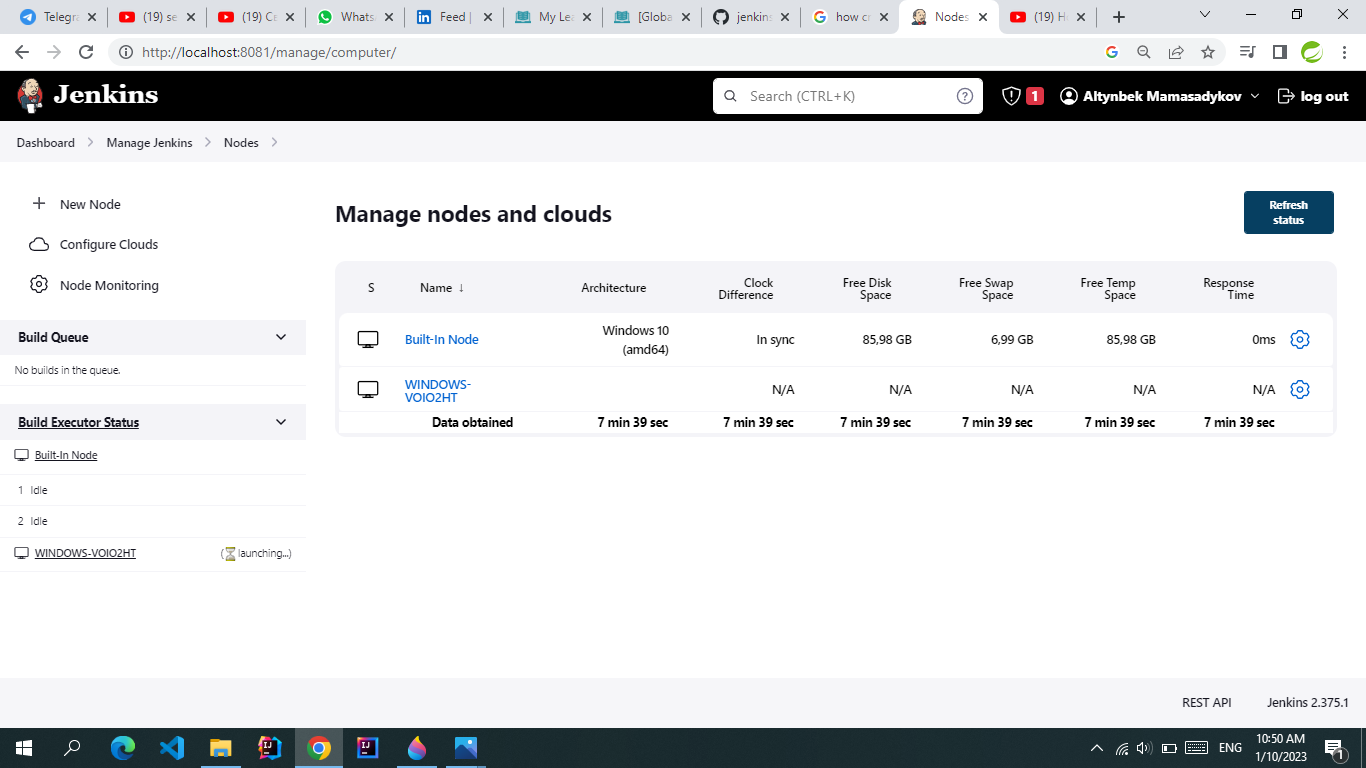 Telegra
(19) se
(19) Ce
Whats
Feed |
My Lea
[Globa
jenkins
how cr
Nodes
(19) H
http://localhost:8081/manage/computer/
Jenkins
Search (CTRL+K)
1
Altynbek Mamasadykov
log out
Dashboard
Manage Jenkins
Nodes
New Node
Configure Clouds
Node Monitoring
Build Queue
No builds in the queue.
Build Executor Status
Built-In Node
1 Idle
2 Idle
WINDOWS-VOIO2HT (launching...)
Manage nodes and clouds
Refresh
status
S Name ↓ Architecture Clock Difference Free Disk Space Free Swap Space Free Temp Space Response Time
Built-In Node Windows 10 (amd64) In sync 85,98 GB 6,99 GB 85,98 GB 0ms
WINDOWS-
VOIO2HT N/A N/A N/A N/A N/A
Data obtained 7 min 39 sec 7 min 39 sec 7 min 39 sec 7 min 39 sec 7 min 39 sec 7 min 39 sec
REST API
Jenkins 2.375.1
ENG
10:50 AM
1/10/2023
1